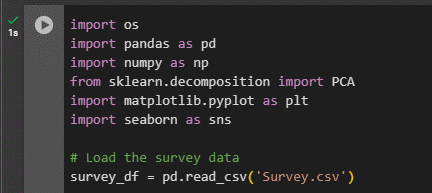 1s
import os
import pandas as pd
import numpy as np
from sklearn.decomposition import PCA
import matplotlib.pyplot as plt
import seaborn as sns
# Load the survey data
survey_df = pd.read_csv('Survey.csv')